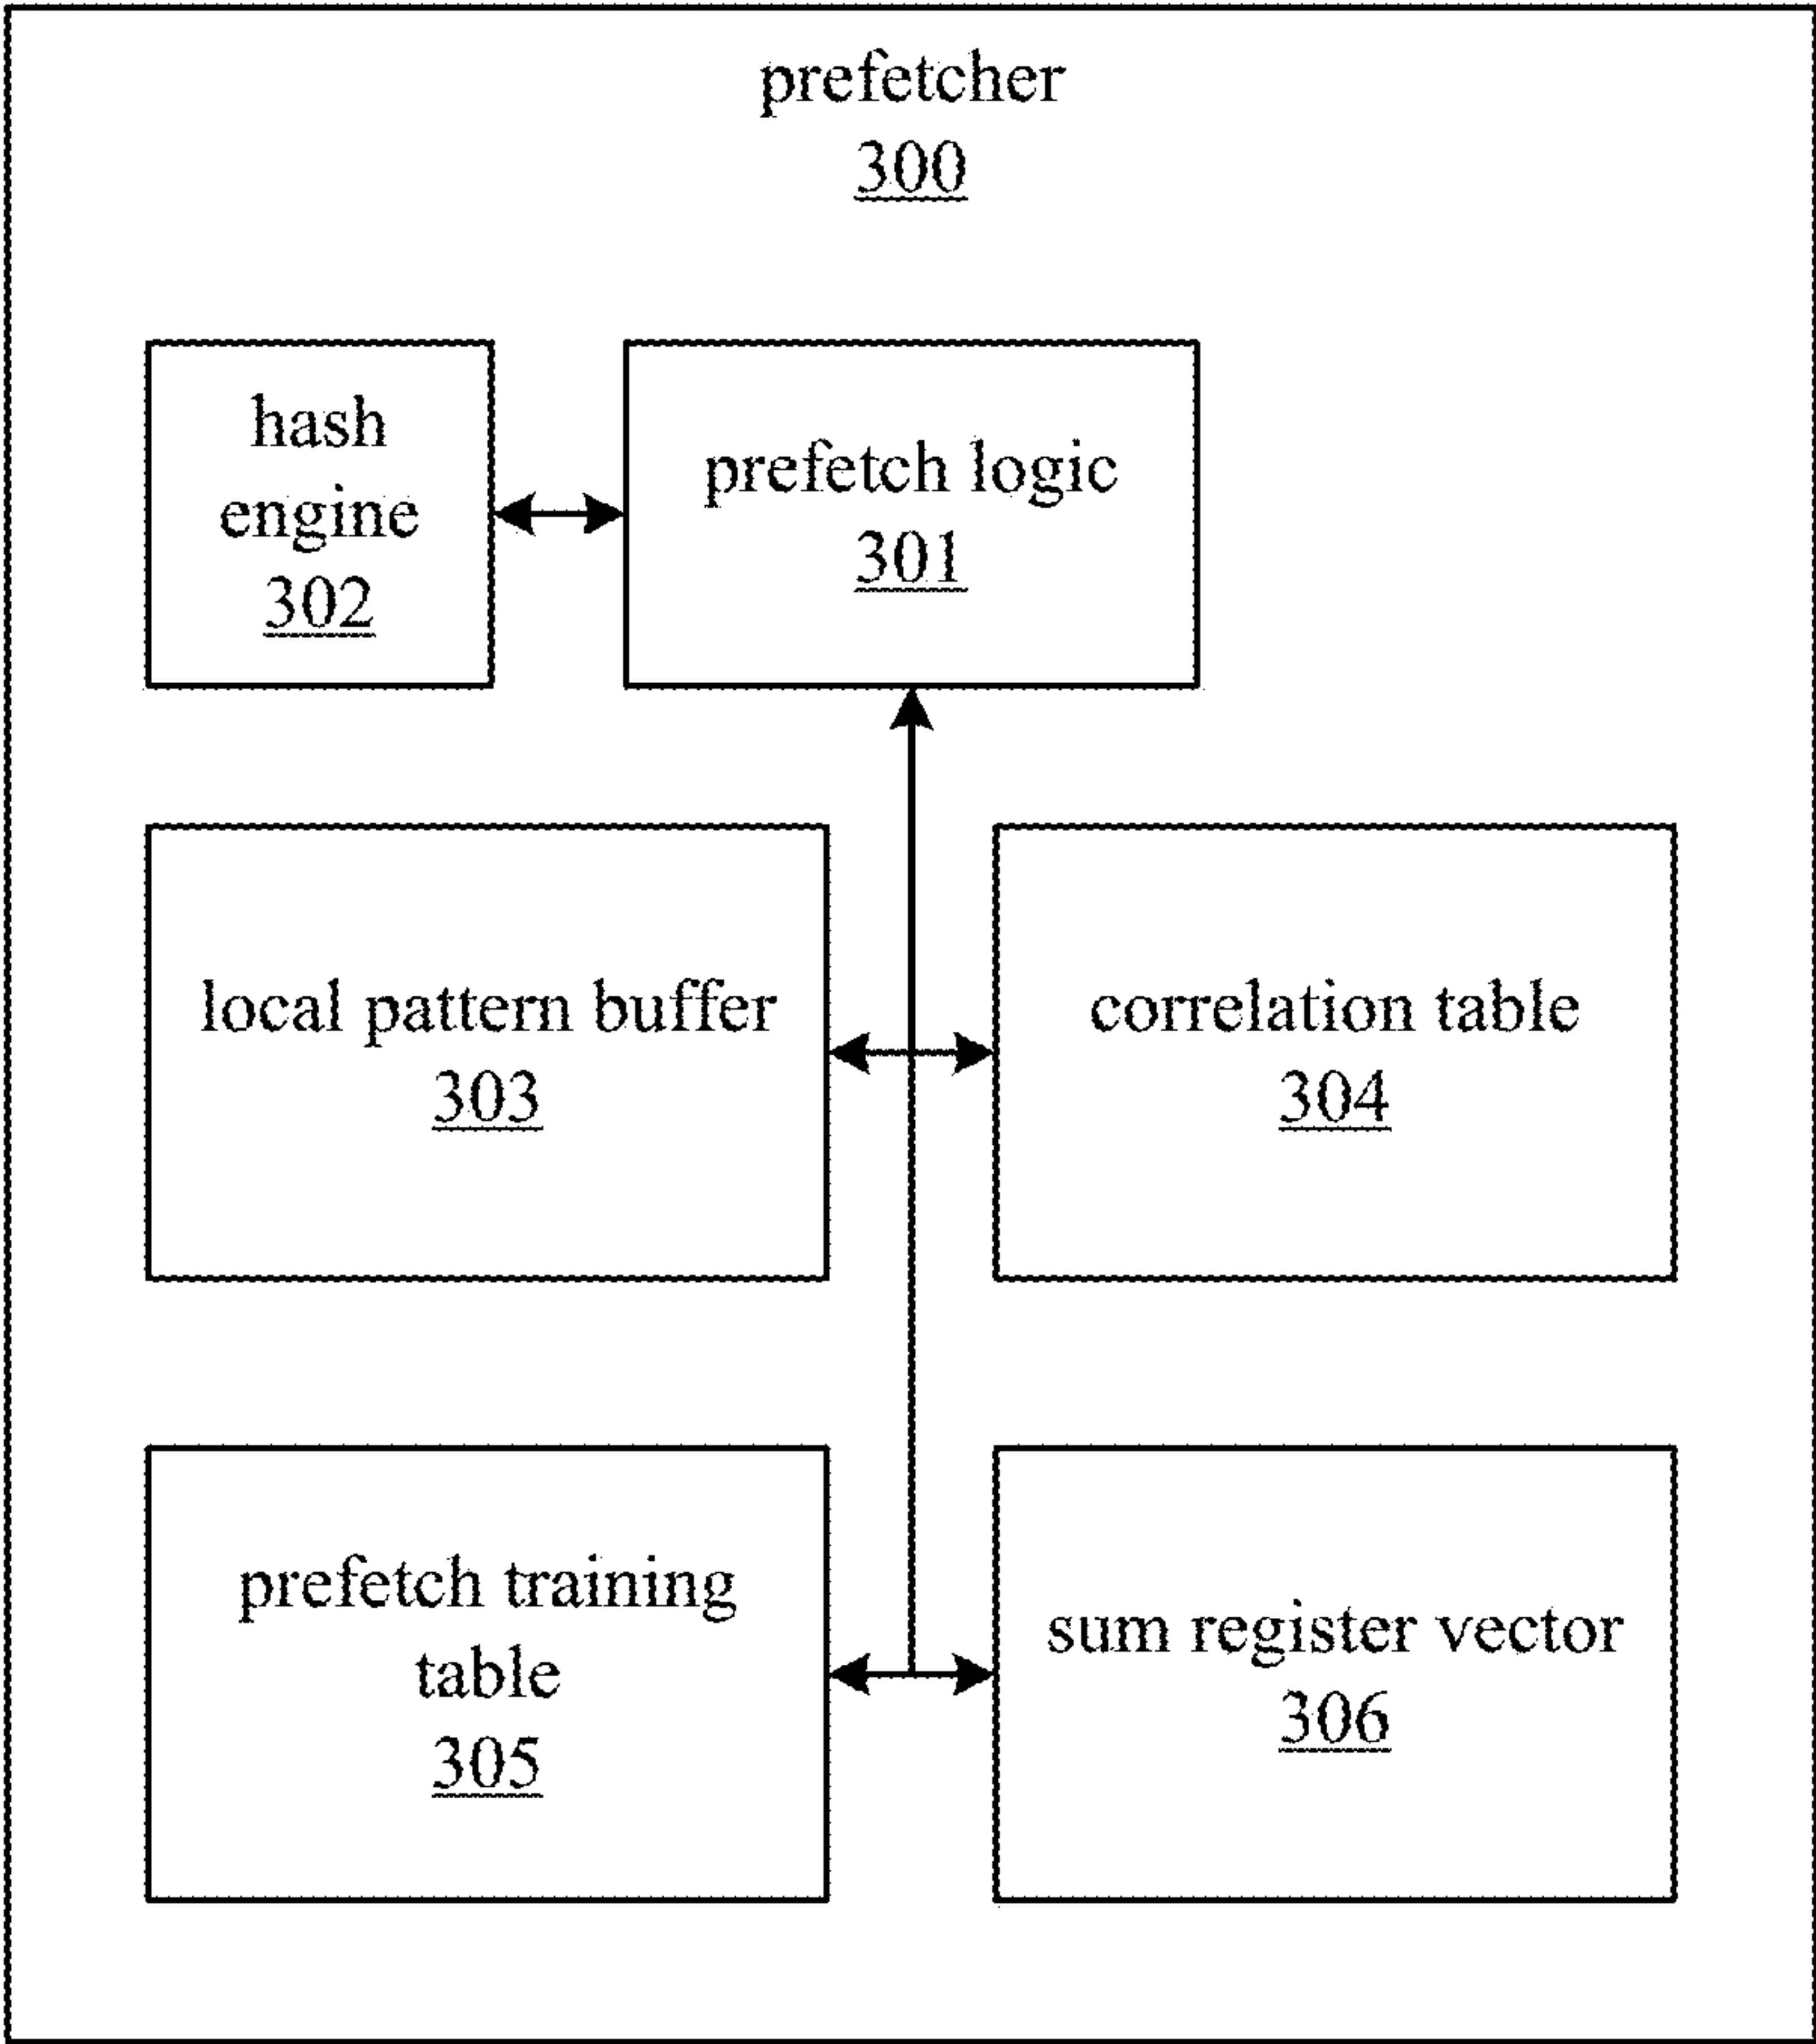 prefetcher
300
hash
engine
302
prefetch logic
301
local pattern buffer
303
correlation table
304
prefetch training
table
305
sum register vector
306